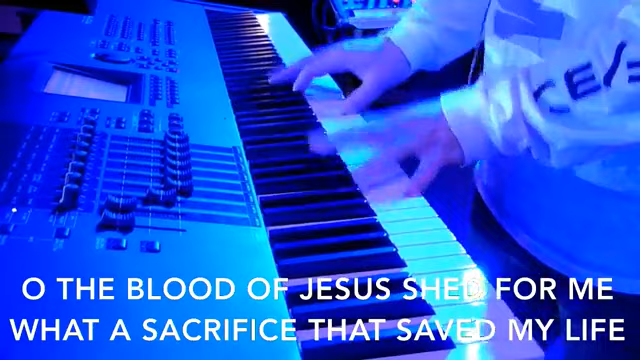 O THE BLOOD OF JESUS SHED FOR ME
WHAT A SACRIFICE THAT SAVED MY LIFE